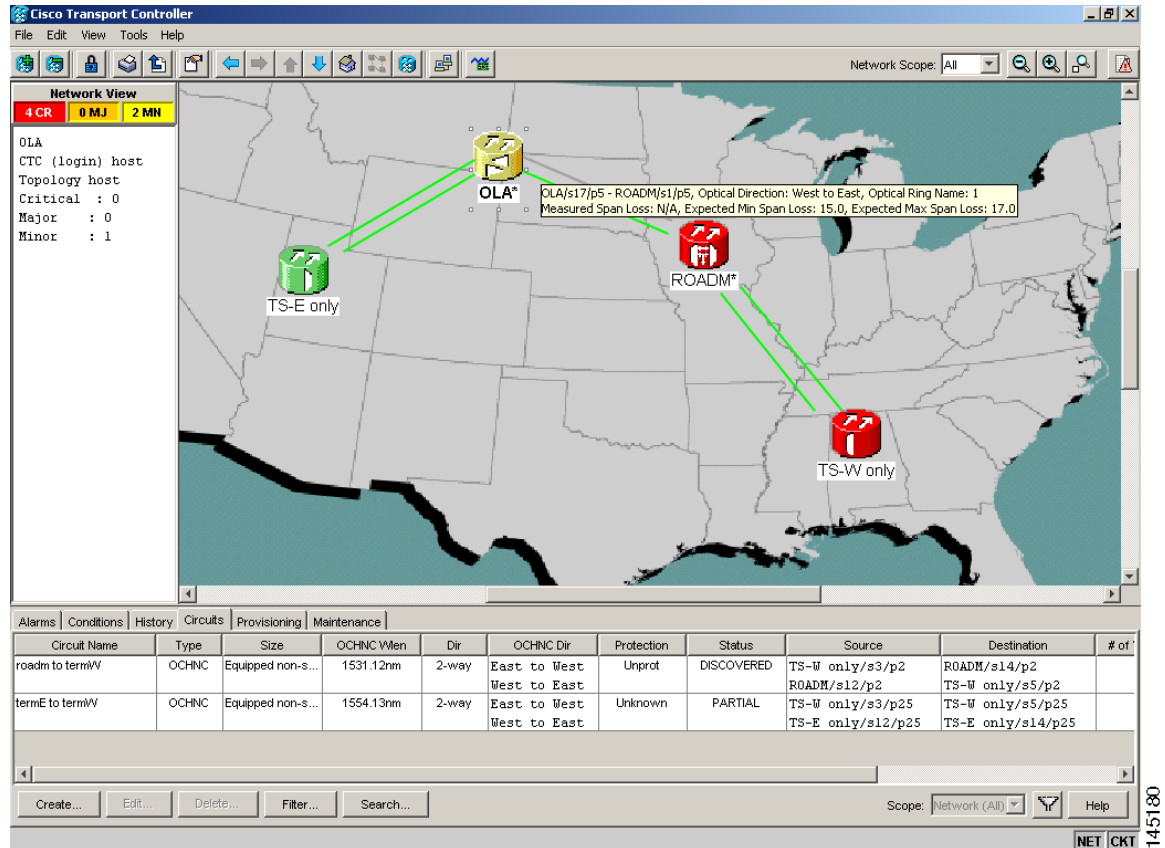 Cisco Transport Controller
File Edit View Tools Help
Network Scope: All
Network View
4 CR 0 MJ 2 MN
OLA
CTC (login) host
Topology host
Critical : 0
Major : 0
Minor : 1
OLA*
OLA/s17/p5 - ROADM/s1/p5, Optical Direction: West to East, Optical Ring Name: 1
Measured Span Loss: N/A, Expected Min Span Loss: 15.0, Expected Max Span Loss: 17.0
ROADM*
TS-E only
TS-W only
Alarms Conditions History Circuits Provisioning Maintenance
Circuit Name Type Size OCHNC Wlen Dir OCHNC Dir Protection Status Source Destination # of
roadm to termW OCHNC Equipped non-s... 1531.12nm 2-way East to West Unprot DISCOVERED TS-W only/s3/p2 ROADM/s14/p2
West to East ROADM/s12/p2 TS-W only/s5/p2
termE to termW OCHNC Equipped non-s... 1554.13nm 2-way East to West Unknown PARTIAL TS-W only/s3/p25 TS-W only/s5/p25
West to East TS-E only/s12/p25 TS-E only/s14/p25
Create... Edit... Delete... Filter... Search... Scope: Network (All) Help
NET CKT
145180